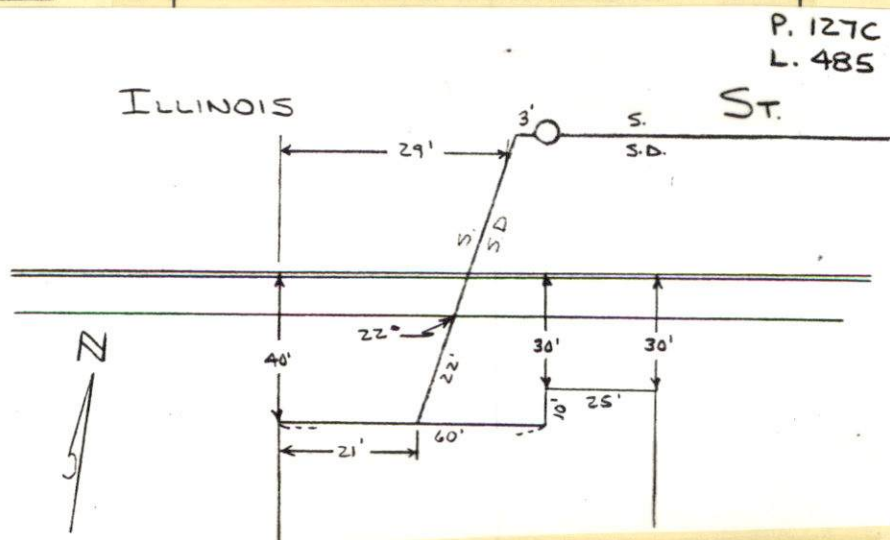 P. 127C
L. 485
ILLINOIS ST.
3'
S.
S.D.
29'
S.
S D
22°
40'
22'
30'
30'
N
10'
25'
60'
21'